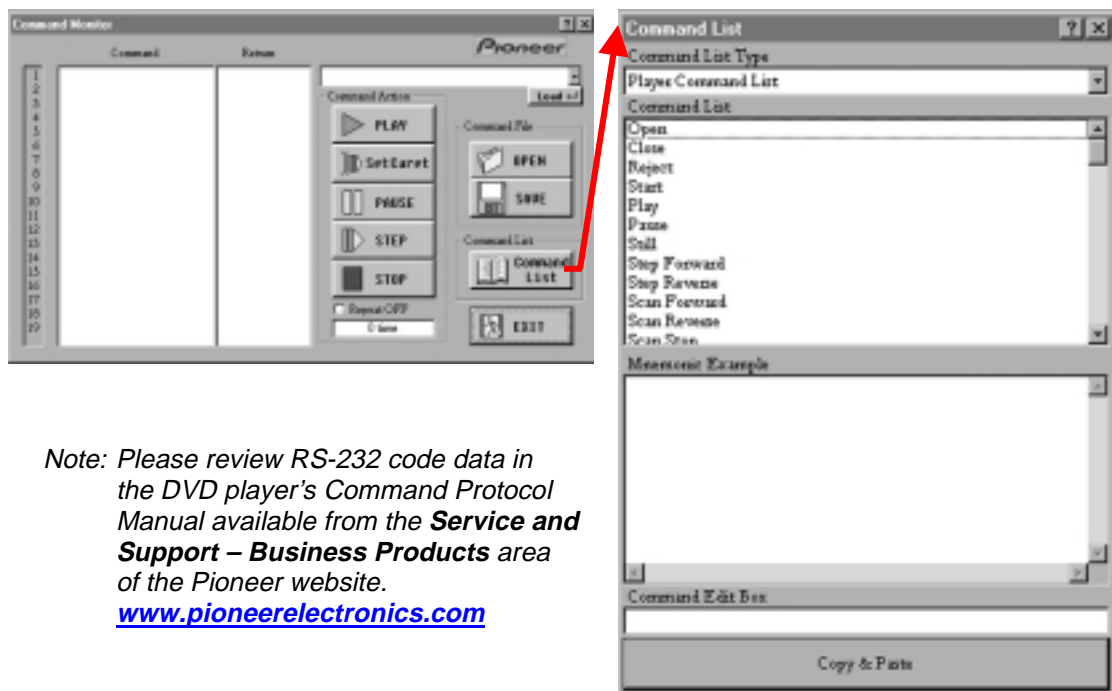 Command Monitor
Command Return
Pioneer
1
2
3
4
5
6
7
8
9
10
11
12
13
14
15
16
17
18
19
Load
Command Action
PLAY
SetCaret
PAUSE
STEP
STOP
Repeat OFF
0 time
Command File
OPEN
SAVE
Command List
Command
List
EXIT
Command List
Command List Type
Player Command List
Command List
Open
Close
Reject
Start
Play
Pause
Still
Step Forward
Step Reverse
Scan Forward
Scan Reverse
Scan Stop
Mnemonic Example
Command Edit Box
Copy & Paste
Note: Please review RS-232 code data in
the DVD player's Command Protocol
Manual available from the Service and
Support – Business Products area
of the Pioneer website.
www.pioneerelectronics.com